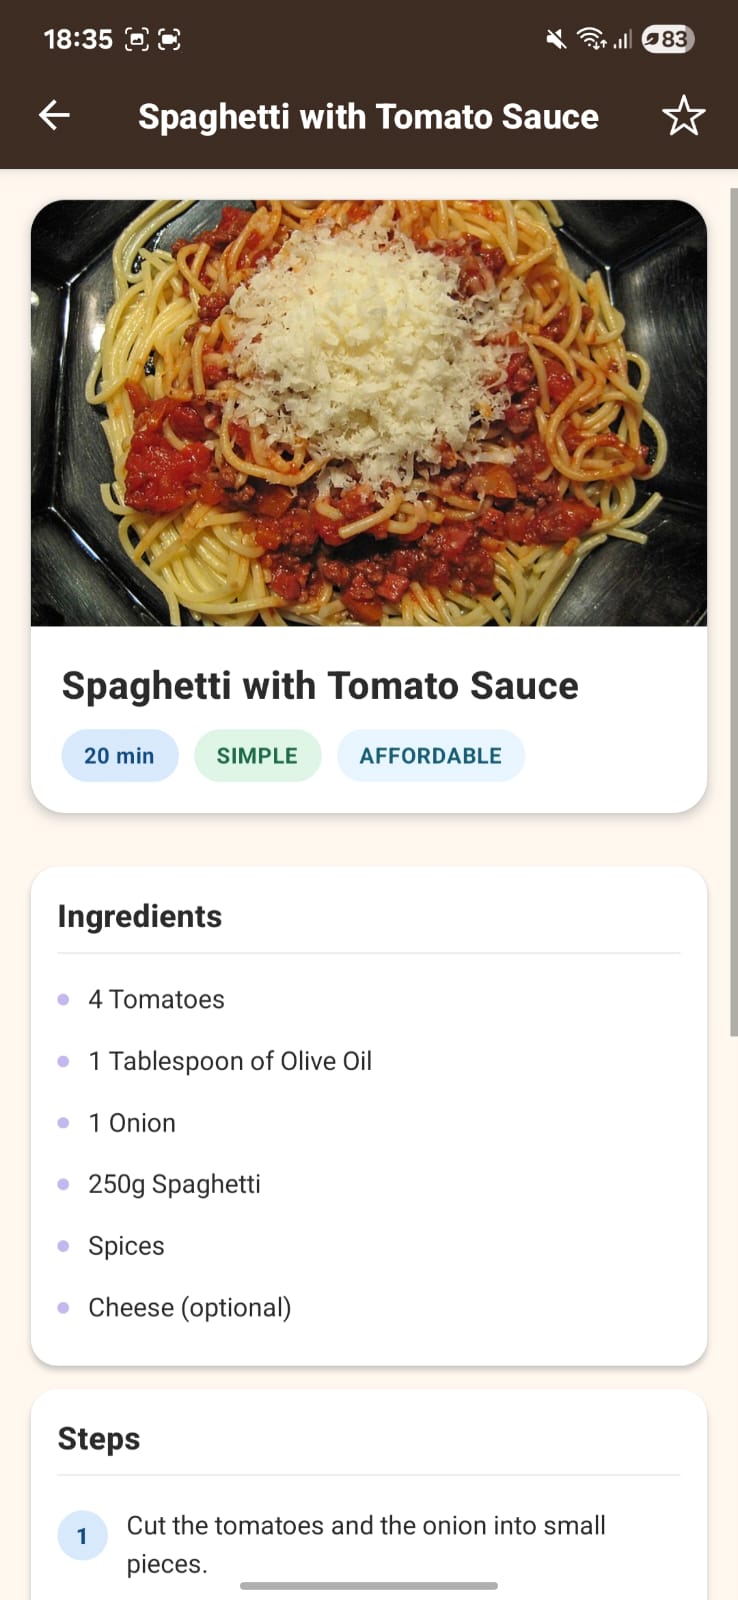 18:35
83
Spaghetti with Tomato Sauce
Spaghetti with Tomato Sauce
20 min SIMPLE AFFORDABLE
Ingredients
4 Tomatoes
1 Tablespoon of Olive Oil
1 Onion
250g Spaghetti
Spices
Cheese (optional)
Steps
1 Cut the tomatoes and the onion into small
pieces.